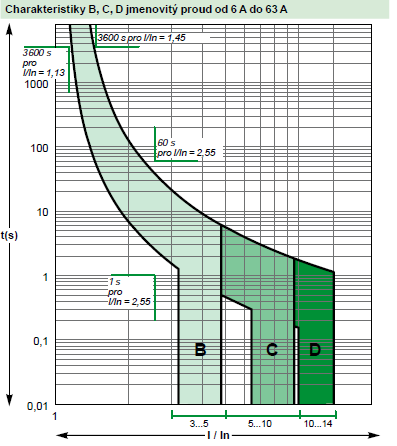 Charakteristiky B, C, D jmenovitý proud od 6 A do 63 A
3600 s pro I/In = 1,45
3600 s
pro
I/In = 1,13
1000
60 s
pro I/In = 2,55
100
10
t(s)
1
1 s
pro
I/In = 2,55
0,1
B
C
D
0,01
1
3...5
5...10
10...14
I / In